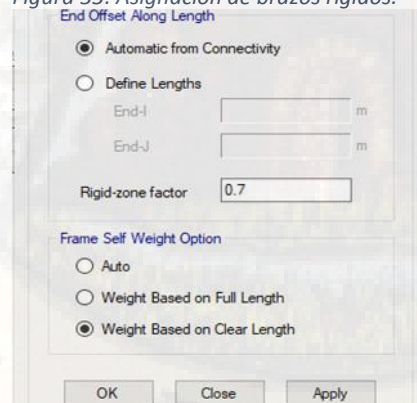 Figura 33. Asignación de brazos rígidos.
End Offset Along Length
Automatic from Connectivity
Define Lengths
End-I m
End-J m
Rigid-zone factor 0.7
Frame Self Weight Option
Auto
Weight Based on Full Length
Weight Based on Clear Length
OK Close Apply